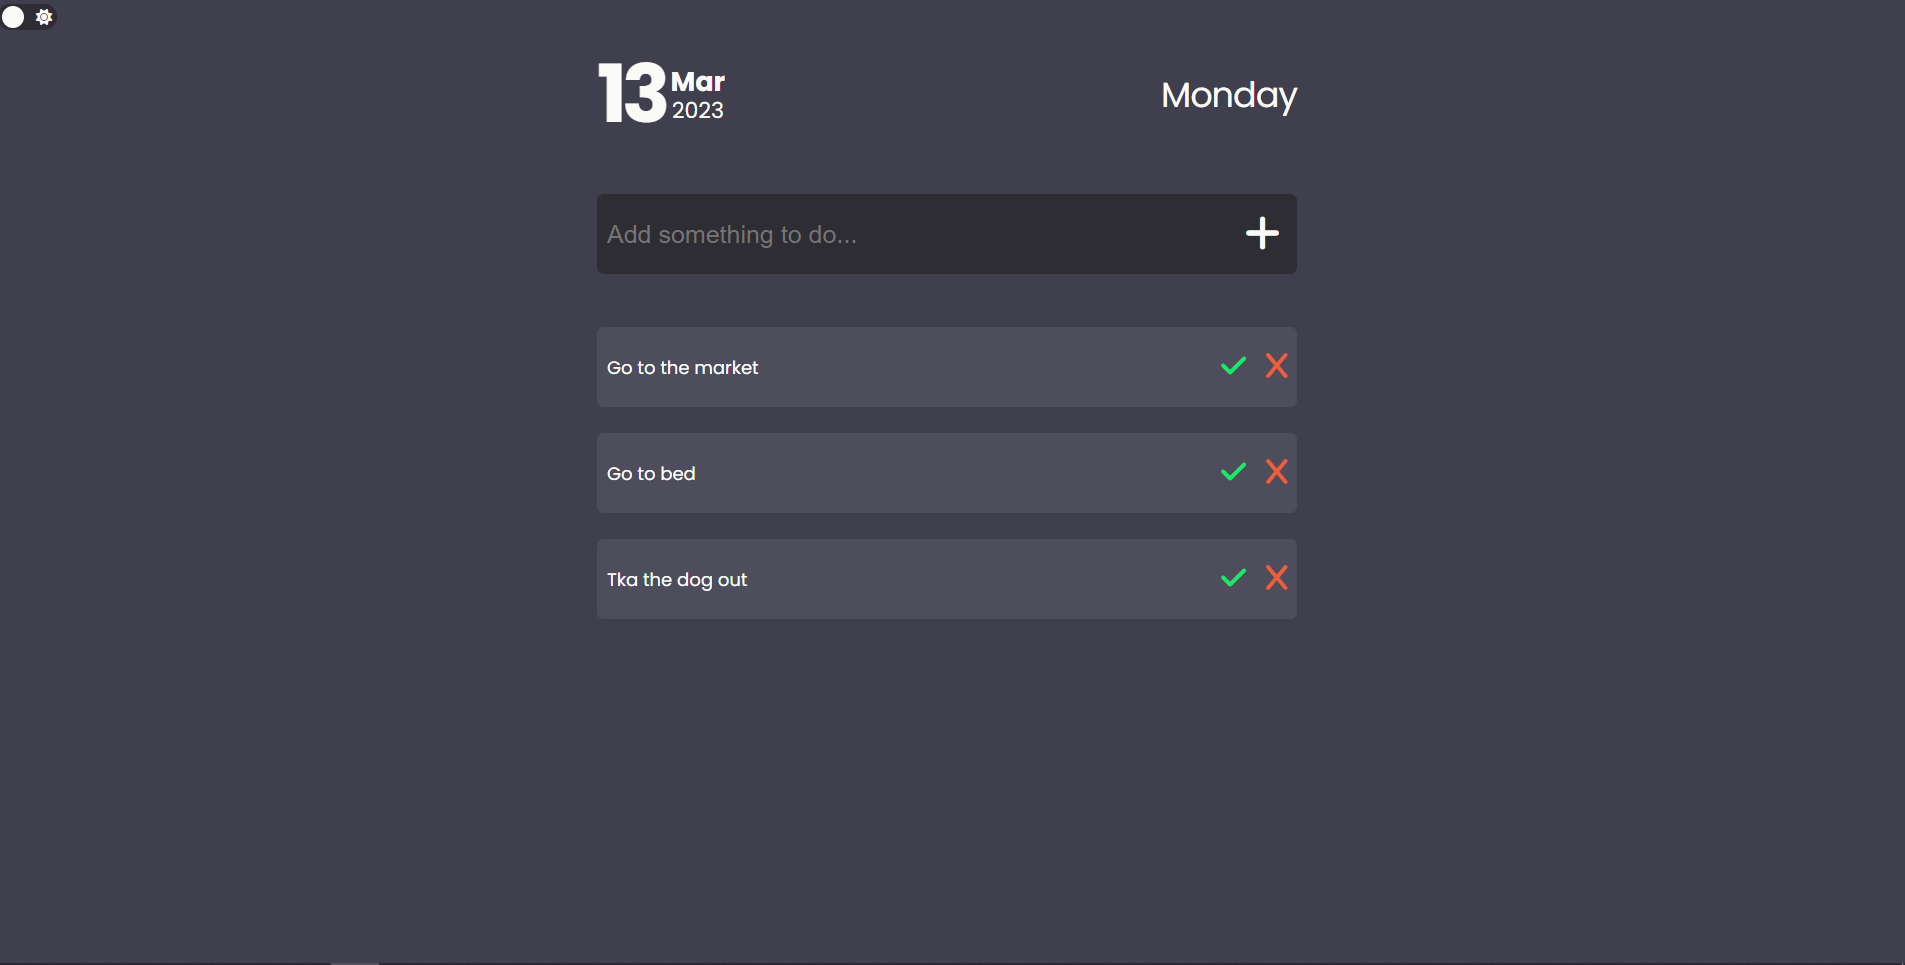 13 Mar
2023
Monday
Add something to do...
Go to the market
Go to bed
Tka the dog out